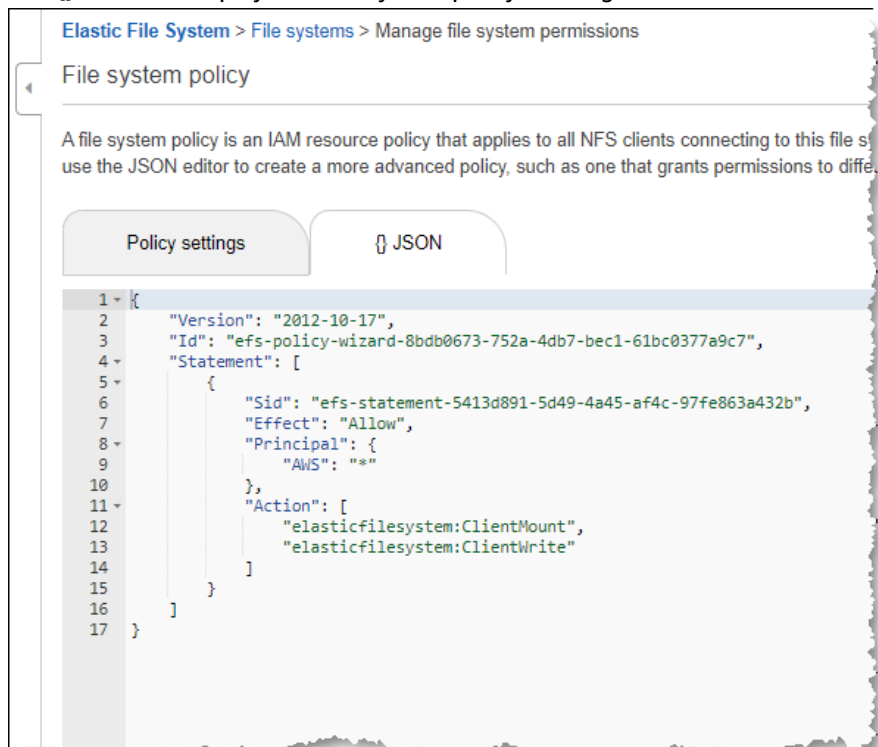 Elastic File System > File systems > Manage file system permissions
File system policy
A file system policy is an IAM resource policy that applies to all NFS clients connecting to this file
use the JSON editor to create a more advanced policy, such as one that grants permissions to
Policy settings
{} JSON
1 {
2 "Version": "2012-10-17",
3 "Id": "efs-policy-wizard-8bdb0673-752a-4db7-bec1-61bc0377a9c7",
4 "Statement": [
5 {
6 "Sid": "efs-statement-5413d891-5d49-4a45-af4c-97fe863a432b",
7 "Effect": "Allow",
8 "Principal": {
9 "AWS": "*"
10 },
11 "Action": [
12 "elasticfilesystem:ClientMount",
13 "elasticfilesystem:ClientWrite"
14 ]
15 }
16 ]
17 }